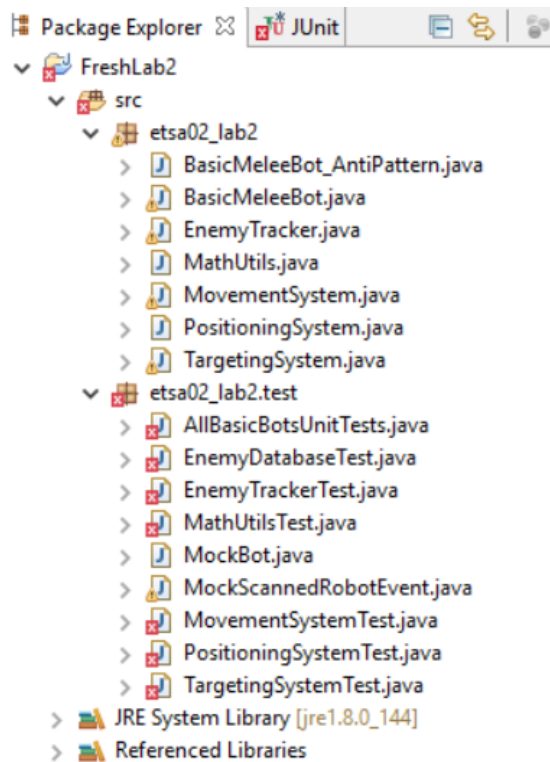 Package Explorer JUnit
FreshLab2
src
etsa02_lab2
BasicMeleeBot_AntiPattern.java
BasicMeleeBot.java
EnemyTracker.java
MathUtils.java
MovementSystem.java
PositioningSystem.java
TargetingSystem.java
etsa02_lab2.test
AllBasicBotsUnitTests.java
EnemyDatabaseTest.java
EnemyTrackerTest.java
MathUtilsTest.java
MockBot.java
MockScannedRobotEvent.java
MovementSystemTest.java
PositioningSystemTest.java
TargetingSystemTest.java
JRE System Library [jre1.8.0_144]
Referenced Libraries